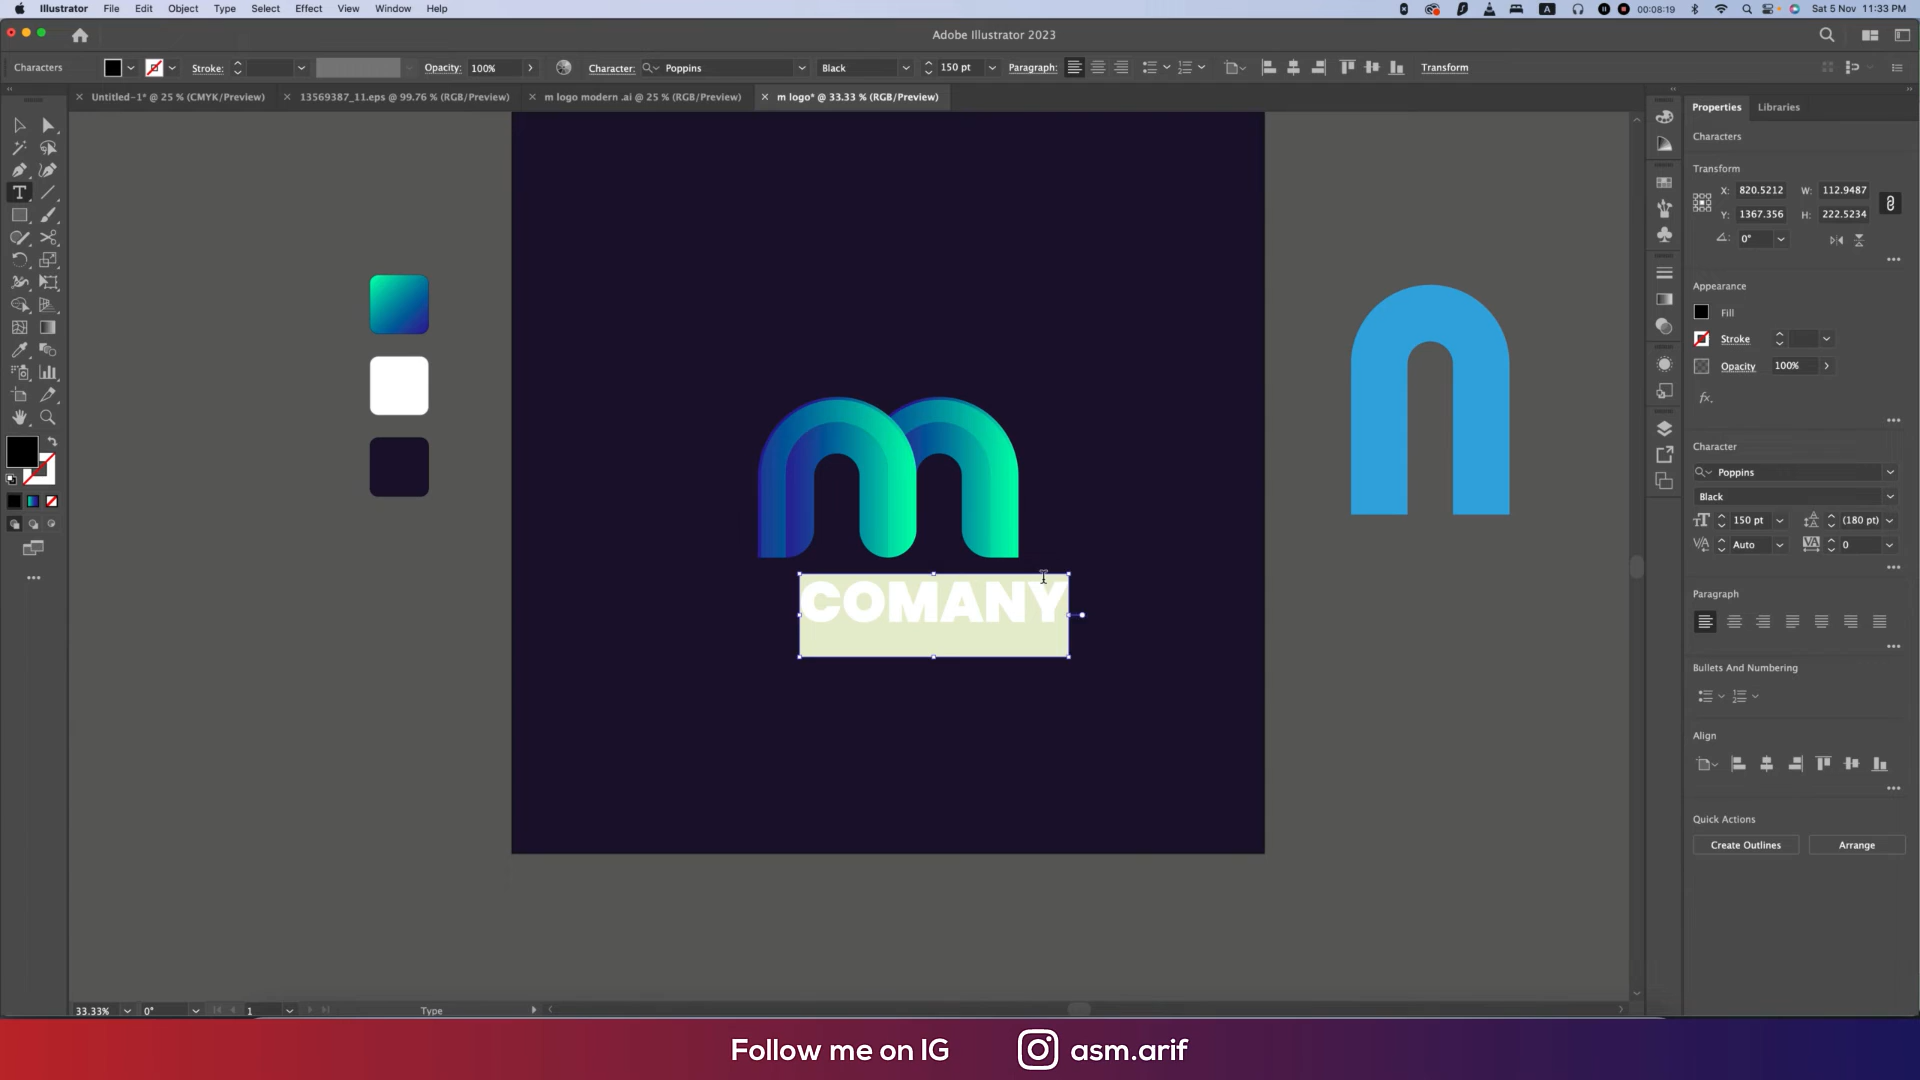 Illustrator File Edit Object Type Select Effect View Window Help
00:08:19 Sat 5 Nov 11:33 PM
Adobe Illustrator 2023
Characters Stroke: Opacity: 100% Character: Poppins Black 150 pt Paragraph: Transform
Untitled-1* @ 25 % (CMYK/Preview) 13569387_11.eps @ 99.76 % (RGB/Preview) m logo modern .ai @ 25 % (RGB/Preview) m logo* @ 33.33 % (RGB/Preview)
Properties Libraries
Characters
Transform
X: 820.5212 W: 112.9487
Y: 1367.356 H: 222.5234
0°
Appearance
Fill
Stroke
Opacity 100%
fx.
Character
Poppins
Black
150 pt (180 pt)
Auto 0
Paragraph
Bullets And Numbering
Align
Quick Actions
Create Outlines Arrange
m
COMANY
33.33% 0° 1 Type
Follow me on IG asm.arif